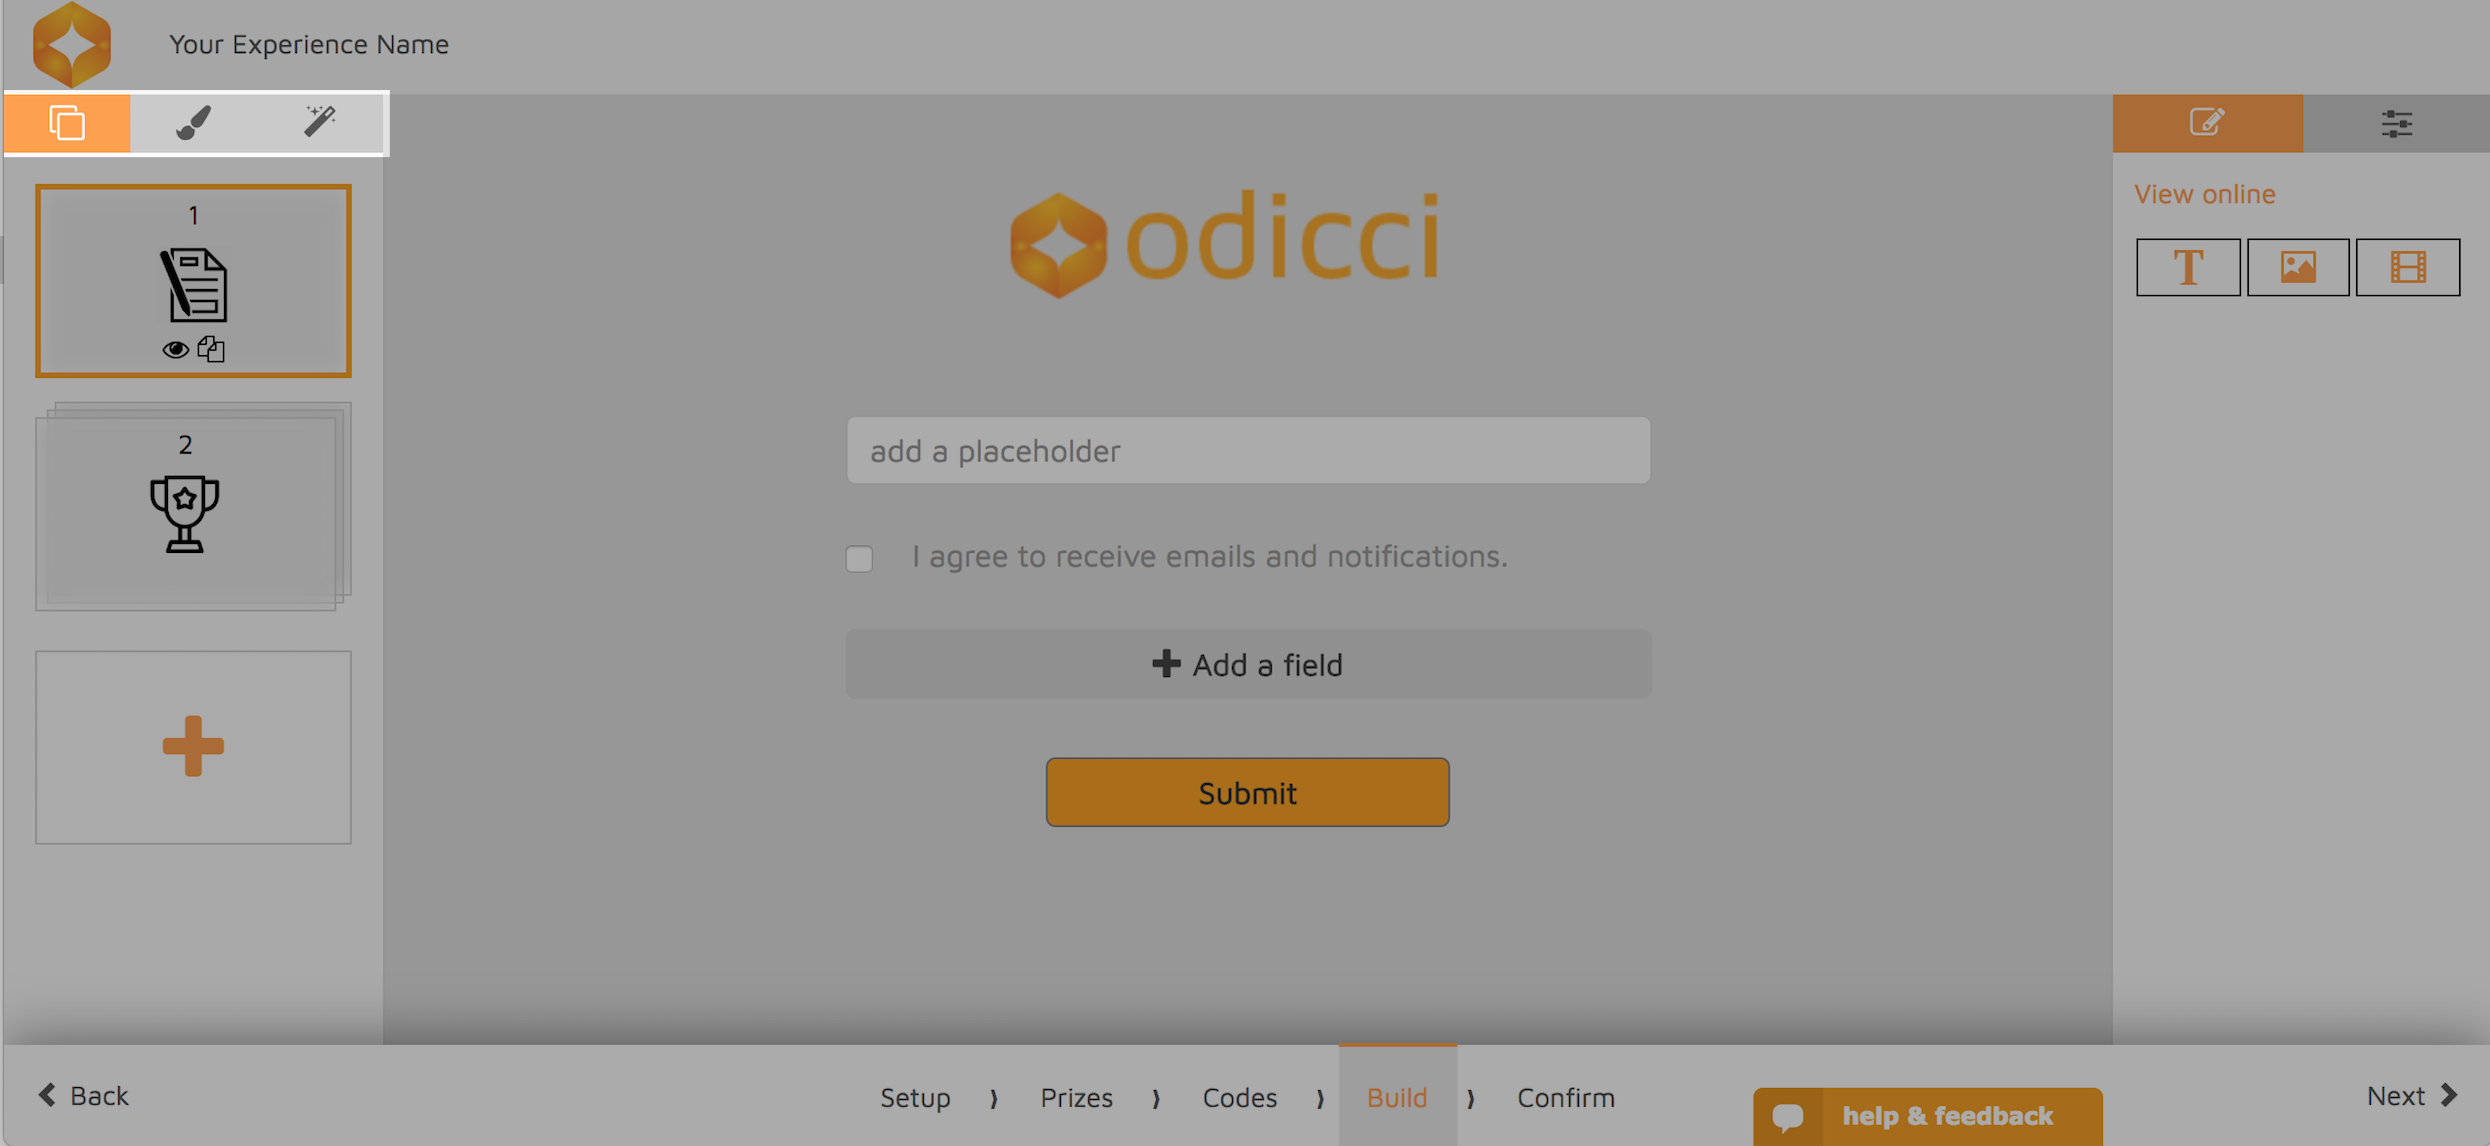 Your Experience Name
1
2
odicci
add a placeholder
I agree to receive emails and notifications.
Add a field
Submit
View online
T
Back
Setup
Prizes
Codes
Build
Confirm
help & feedback
Next